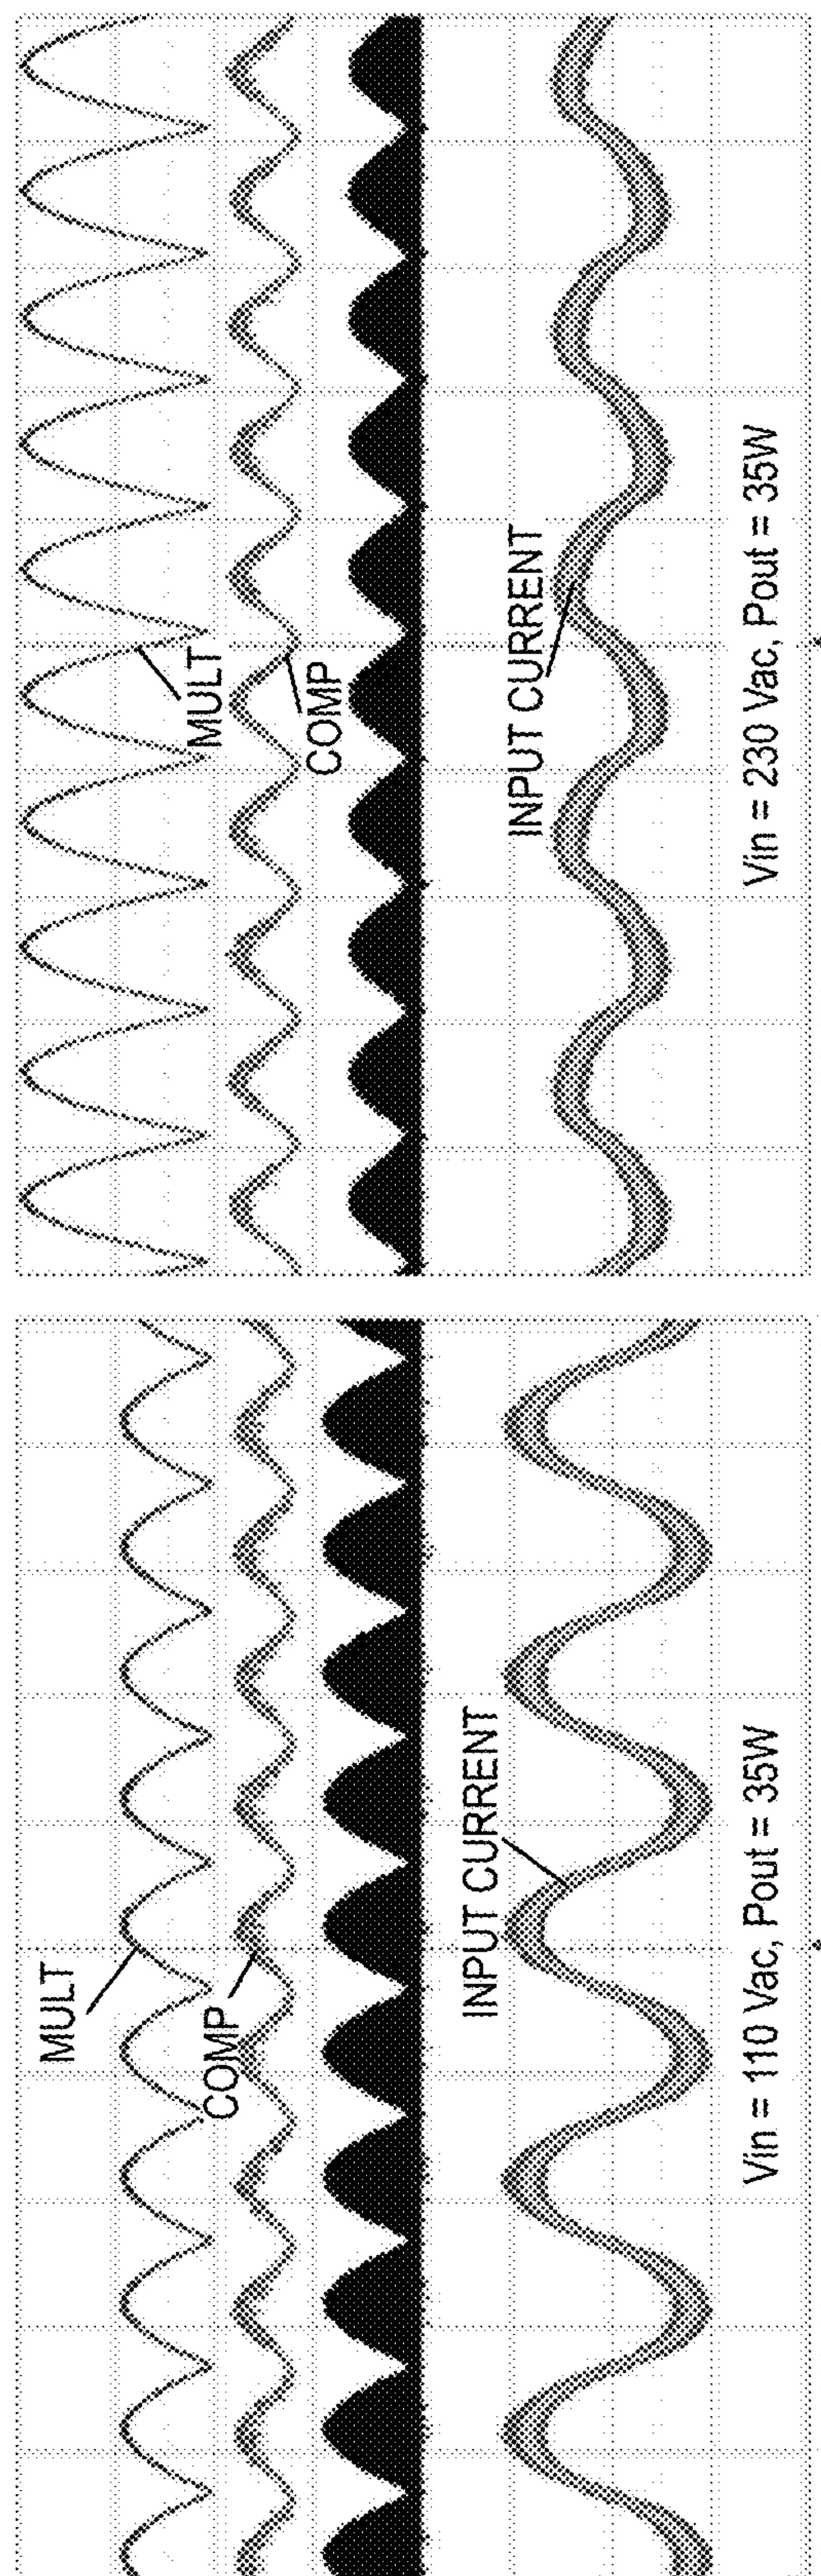 MULT
COMP
INPUT CURRENT
Vin = 110 Vac, Pout = 35W
MULT
COMP
INPUT CURRENT
Vin = 230 Vac, Pout = 35W